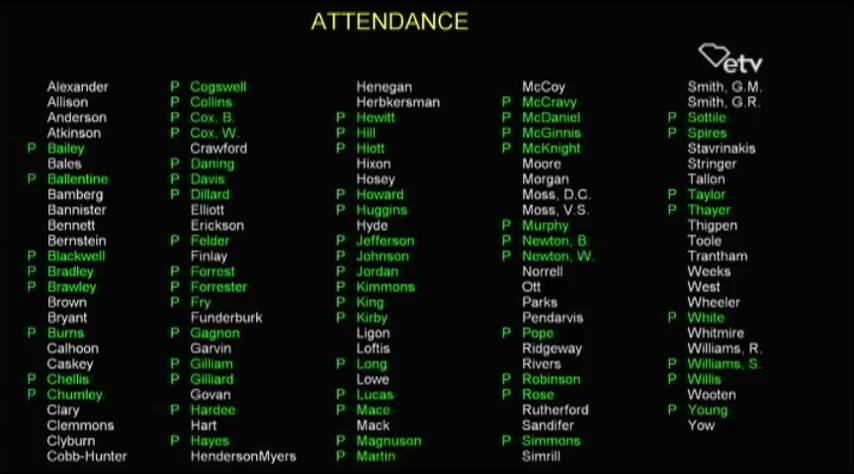 ATTENDANCE
etv
Alexander
Allison
Anderson
Atkinson
P Bailey
Bales
P Ballentine
Bamberg
Bannister
Bennett
Bernstein
P Blackwell
P Bradley
P Brawley
Brown
Bryant
P Burns
Calhoon
Caskey
P Chellis
P Chumley
Clary
Clemmons
Clyburn
Cobb-Hunter
P Cogswell
P Collins
P Cox, B.
P Cox, W.
Crawford
P Daning
P Davis
P Dillard
Elliott
Erickson
P Felder
Finlay
P Forrest
P Forrester
P Fry
Funderburk
P Gagnon
Garvin
P Gilliam
P Gilliard
Govan
P Hardee
Hart
P Hayes
HendersonMyers
Henegan
Herbkersman
P Hewitt
P Hill
P Hiott
Hixon
Hosey
P Howard
P Huggins
Hyde
P Jefferson
P Johnson
P Jordan
P Kimmons
P King
P Kirby
Ligon
Loftis
P Long
Lowe
P Lucas
P Mace
Mack
P Magnuson
P Martin
McCoy
P McCravy
P McDaniel
P McGinnis
P McKnight
Moore
Morgan
Moss, D.C.
Moss, V.S.
P Murphy
P Newton, B.
P Newton, W.
Norrell
Ott
Parks
Pendarvis
P Pope
Ridgeway
Rivers
P Robinson
P Rose
Rutherford
Sandifer
P Simmons
Simrill
Smith, G.M.
Smith, G.R.
P Sottile
P Spires
Stavrinakis
Stringer
Tallon
P Taylor
P Thayer
Thigpen
Toole
Trantham
Weeks
West
Wheeler
P White
Whitmire
Williams, R.
P Williams, S.
P Willis
Wooten
P Young
Yow